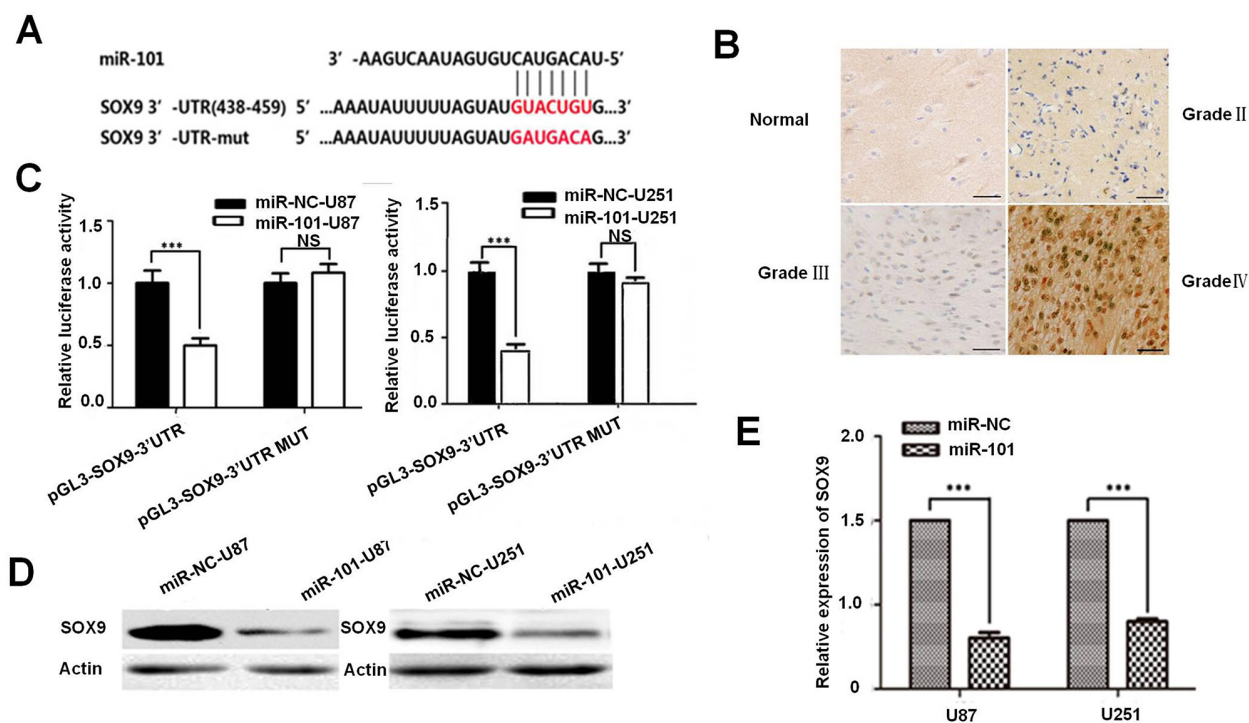 A
miR-101 3’ -AAGUCAAUAGUGUCAUGACAU-5’
SOX9 3’ -UTR(438-459) 5’ ...AAAUAUUUUUAGUAUGUACUGUG...3’
SOX9 3’ -UTR-mut 5’ ...AAAUAUUUUUAGUAUGAUGACAG...3’
B
Normal
Grade Ⅱ
Grade Ⅲ
GradeⅣ
C
miR-NC-U87
miR-101-U87
Relative luciferase activity
1.5
1.0
0.5
0.0
***
NS
pGL3-SOX9-3’UTR
pGL3-SOX9-3’UTR MUT
miR-NC-U251
miR-101-U251
Relative luciferase activity
1.5
1.0
0.5
0.0
***
NS
pGL3-SOX9-3’UTR
pGL3-SOX9-3’UTR MUT
D
miR-NC-U87
miR-101-U87
miR-NC-U251
miR-101-U251
SOX9
SOX9
Actin
Actin
E
miR-NC
miR-101
Relative expression of SOX9
2.0
1.5
1.0
0
***
***
U87
U251